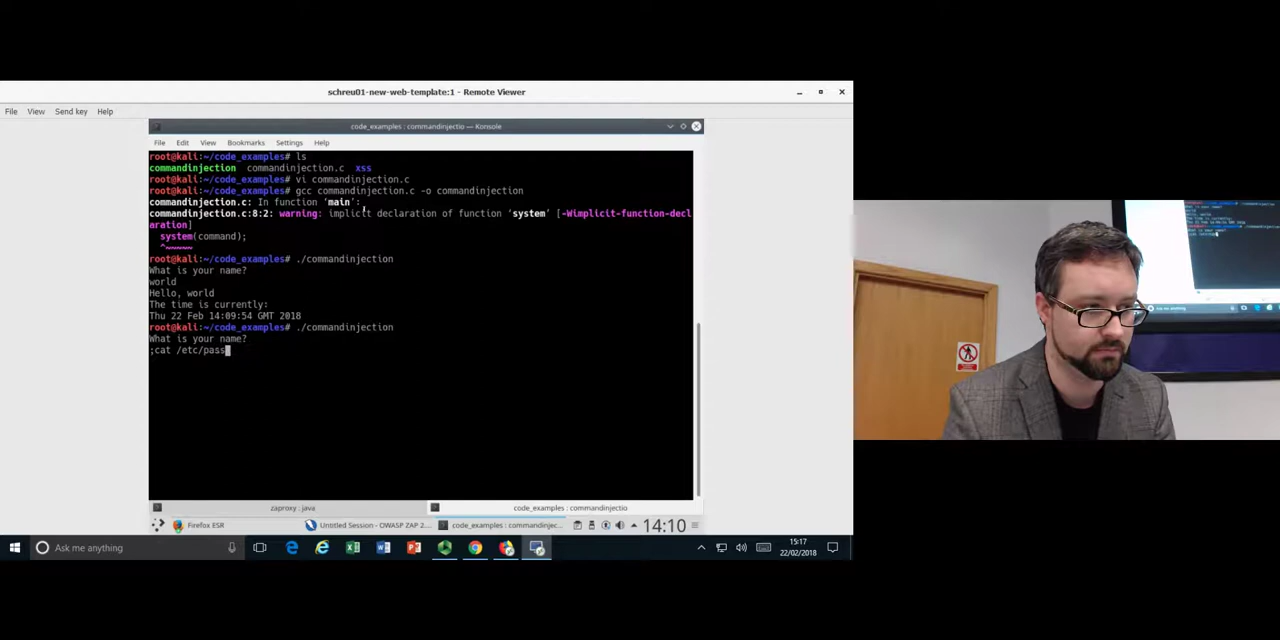 schreu01-new-web-template:1 - Remote Viewer
File View Send key Help
code_examples : commandinjectio — Konsole
File Edit View Bookmarks Settings Help
root@kali:~/code_examples# ls
commandinjection commandinjection.c xss
root@kali:~/code_examples# vi commandinjection.c
root@kali:~/code_examples# gcc commandinjection.c -o commandinjection
commandinjection.c: In function ‘main’:
commandinjection.c:8:2: warning: implicit declaration of function ‘system’ [-Wimplicit-function-decl
aration]
system(command);
^~~~~~
root@kali:~/code_examples# ./commandinjection
What is your name?
world
Hello, world
The time is currently:
Thu 22 Feb 14:09:54 GMT 2018
root@kali:~/code_examples# ./commandinjection
What is your name?
;cat /etc/pass
zaproxy : java
code_examples : commandinjectio
Firefox ESR
Untitled Session - OWASP ZAP 2....
code_examples : commandinjec...
14:10
Ask me anything
15:17
22/02/2018